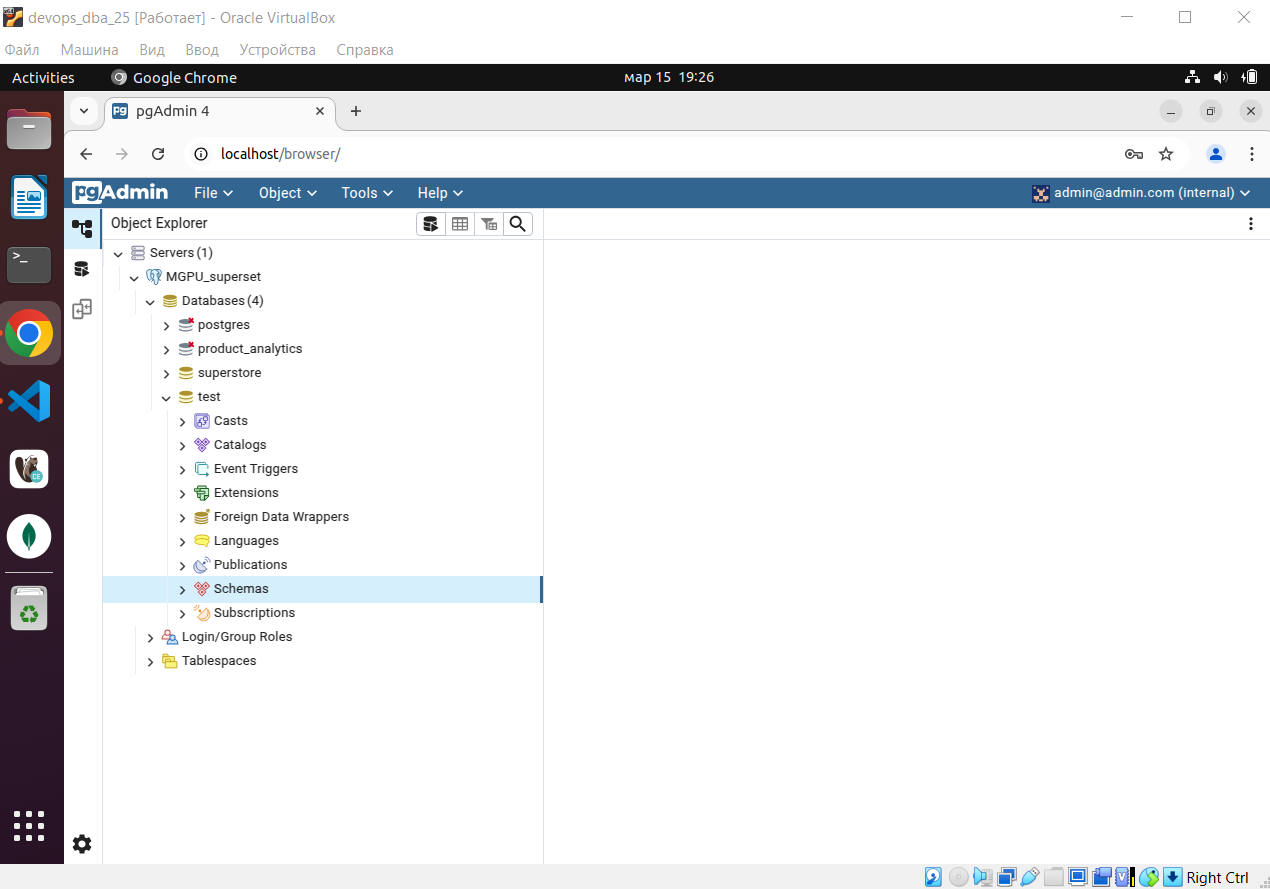 devops_dba_25 [Работает] - Oracle VirtualBox
Файл Машина Вид Ввод Устройства Справка
Activities Google Chrome мар 15 19:26
pgAdmin 4
localhost/browser/
pgAdmin File Object Tools Help admin@admin.com (internal)
Object Explorer
Servers (1)
MGPU_superset
Databases (4)
postgres
product_analytics
superstore
test
Casts
Catalogs
Event Triggers
Extensions
Foreign Data Wrappers
Languages
Publications
Schemas
Subscriptions
Login/Group Roles
Tablespaces
Right Ctrl